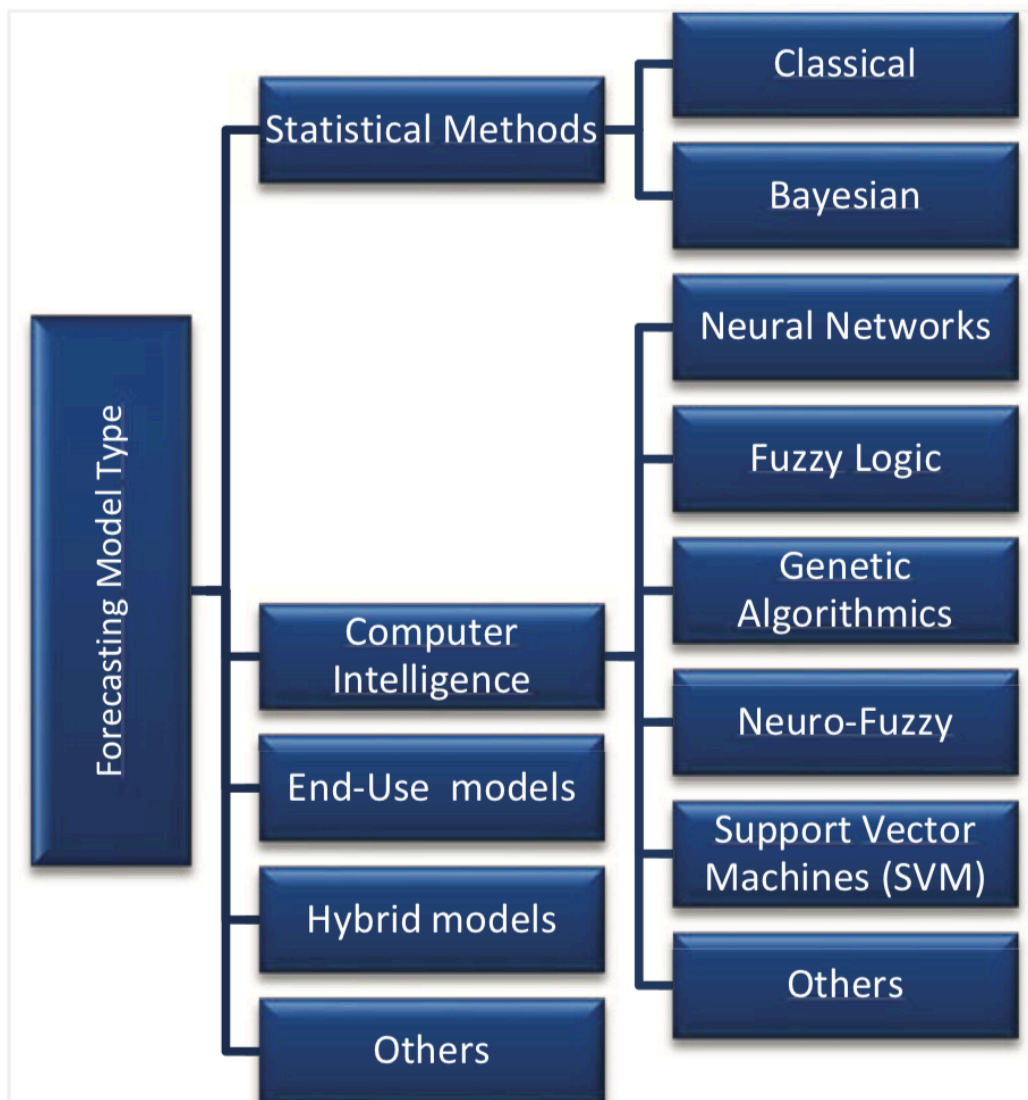 Forecasting Model Type
Statistical Methods
Classical
Bayesian
Computer
Intelligence
Neural Networks
Fuzzy Logic
Genetic
Algorithmics
Neuro-Fuzzy
Support Vector
Machines (SVM)
Others
End-Use  models
Hybrid models
Others